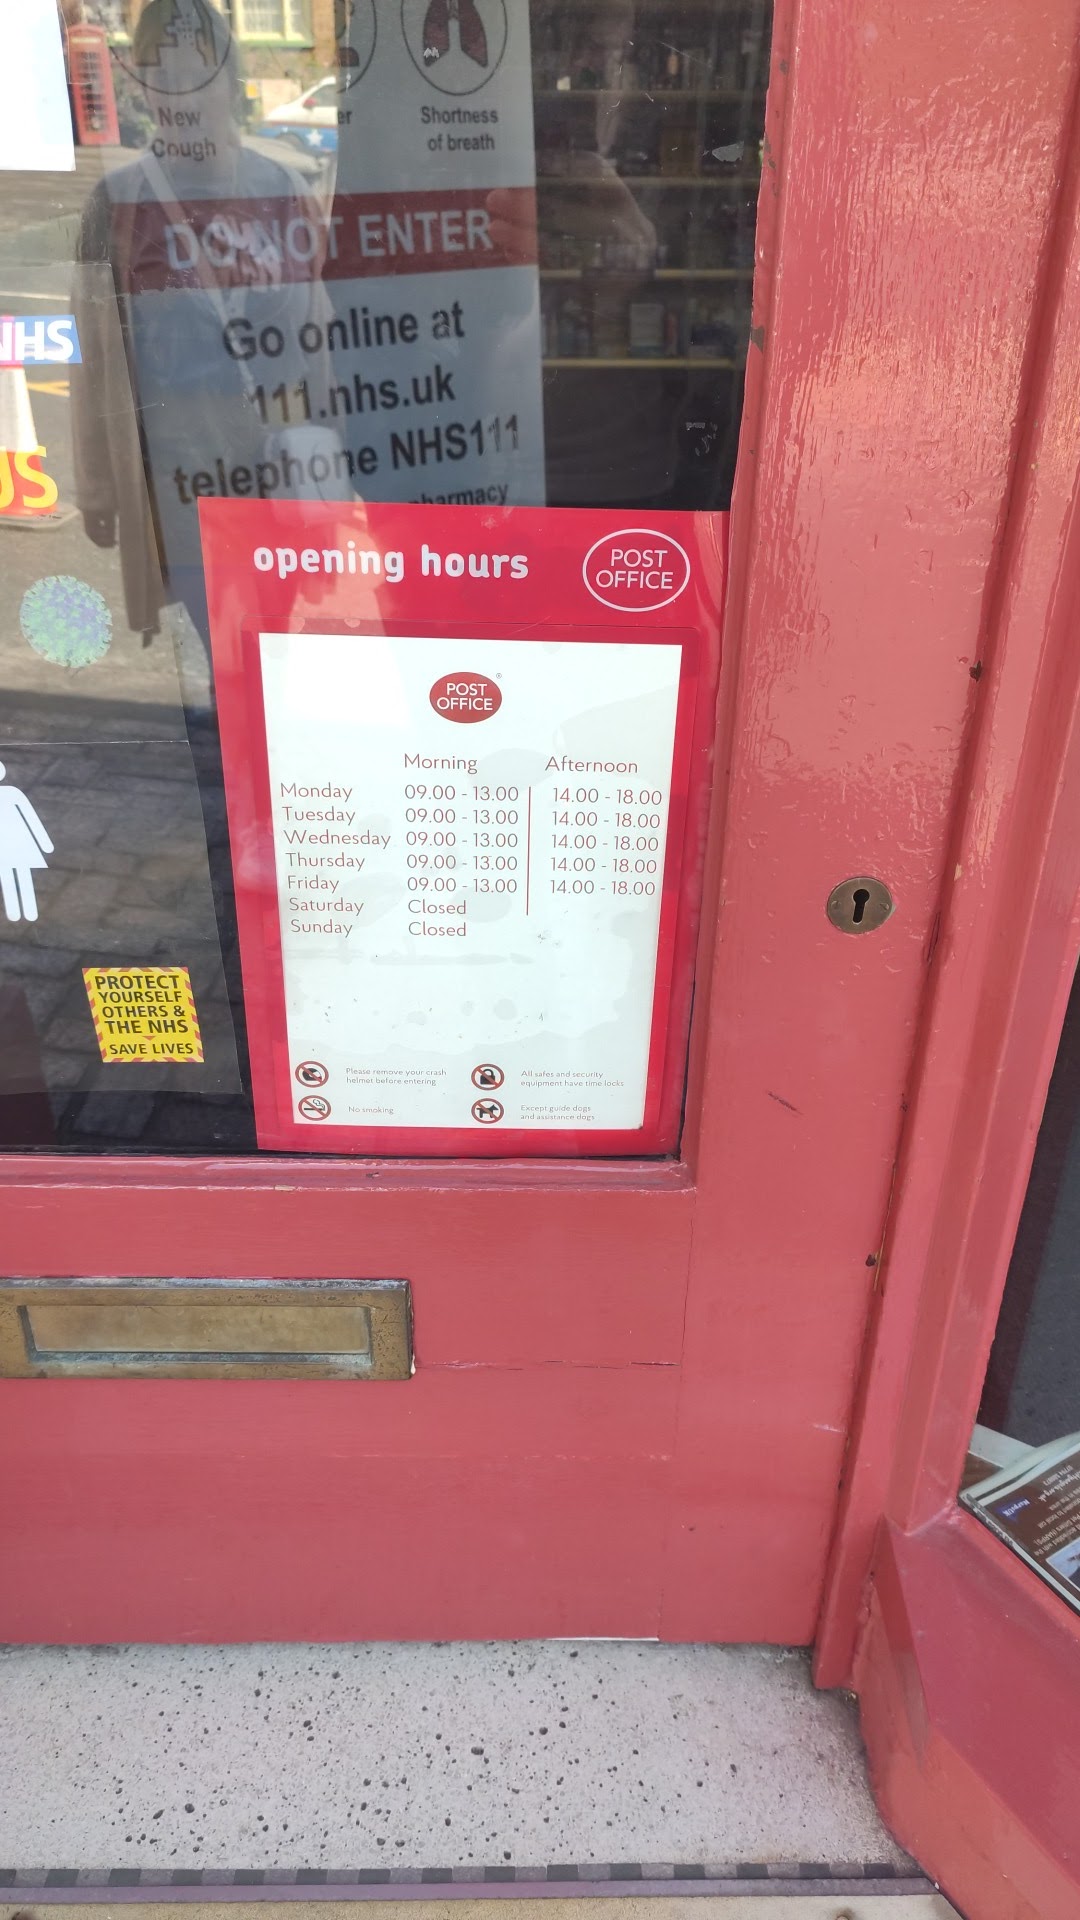 New
Cough
er
Shortness
of breath
DO NOT ENTER
Go online at
111.nhs.uk
telephone NHS111
pharmacy
NHS
US
opening hours
POST
OFFICE
POST
OFFICE
®
Morning Afternoon
Monday 09.00 - 13.00 14.00 - 18.00
Tuesday 09.00 - 13.00 14.00 - 18.00
Wednesday 09.00 - 13.00 14.00 - 18.00
Thursday 09.00 - 13.00 14.00 - 18.00
Friday 09.00 - 13.00 14.00 - 18.00
Saturday Closed
Sunday Closed
Please remove your crash
helmet before entering
All safes and security
equipment have time locks
No smoking
Except guide dogs
and assistance dogs
PROTECT
YOURSELF
OTHERS &
THE NHS
SAVE LIVES